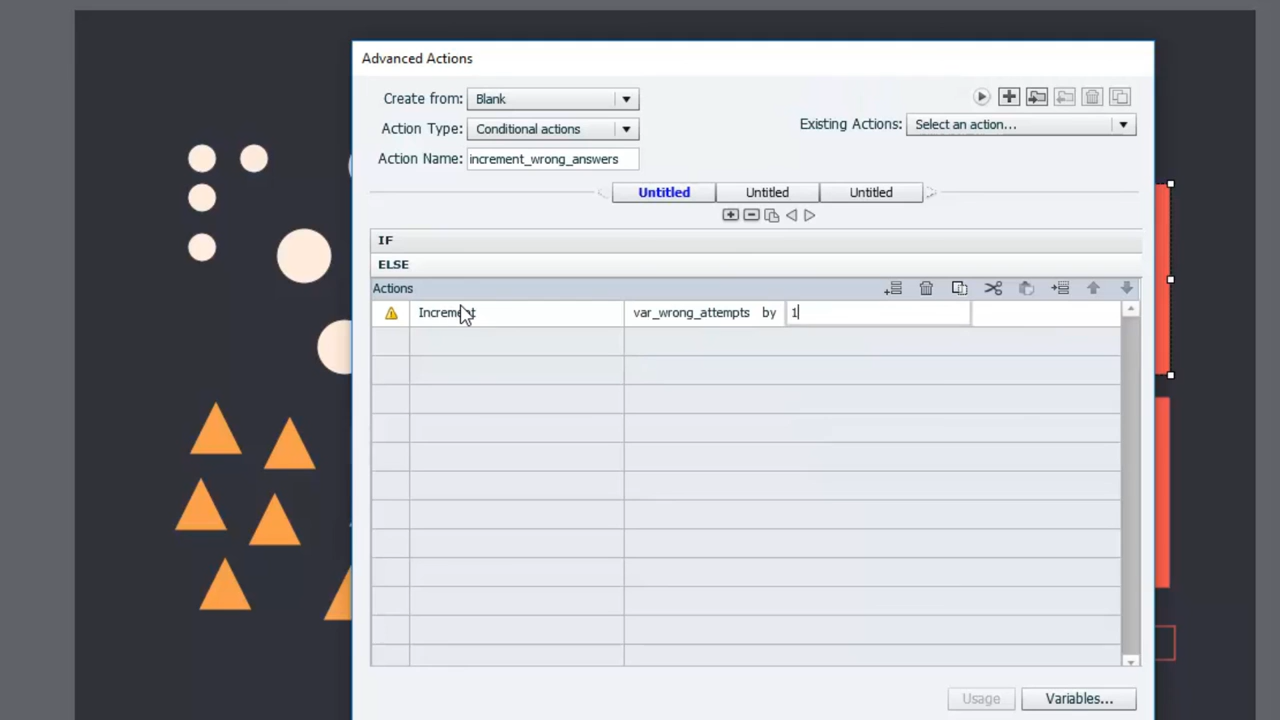 Advanced Actions
Create from: Blank
Action Type: Conditional actions
Existing Actions: Select an action...
Action Name: increment_wrong_answers
Untitled Untitled Untitled
IF
ELSE
Actions
Increment var_wrong_attempts by 1
Usage Variables...